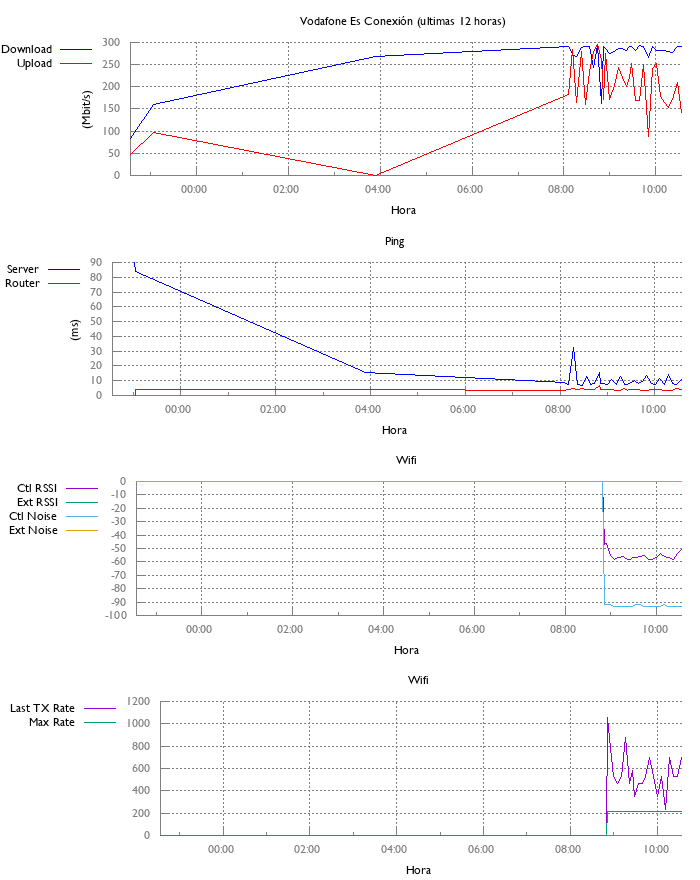 Vodafone Es Conexión (ultimas 12 horas)
Download
Upload
300
250
200
150
100
50
0
(Mbit/s)
00:00 02:00 04:00 06:00 08:00 10:00
Hora
Ping
Server
Router
90
80
70
60
50
40
30
20
10
0
(ms)
00:00 02:00 04:00 06:00 08:00 10:00
Hora
Wifi
Ctl RSSI
Ext RSSI
Ctl Noise
Ext Noise
0
-10
-20
-30
-40
-50
-60
-70
-80
-90
-100
00:00 02:00 04:00 06:00 08:00 10:00
Hora
Wifi
Last TX Rate
Max Rate
1200
1000
800
600
400
200
0
00:00 02:00 04:00 06:00 08:00 10:00
Hora